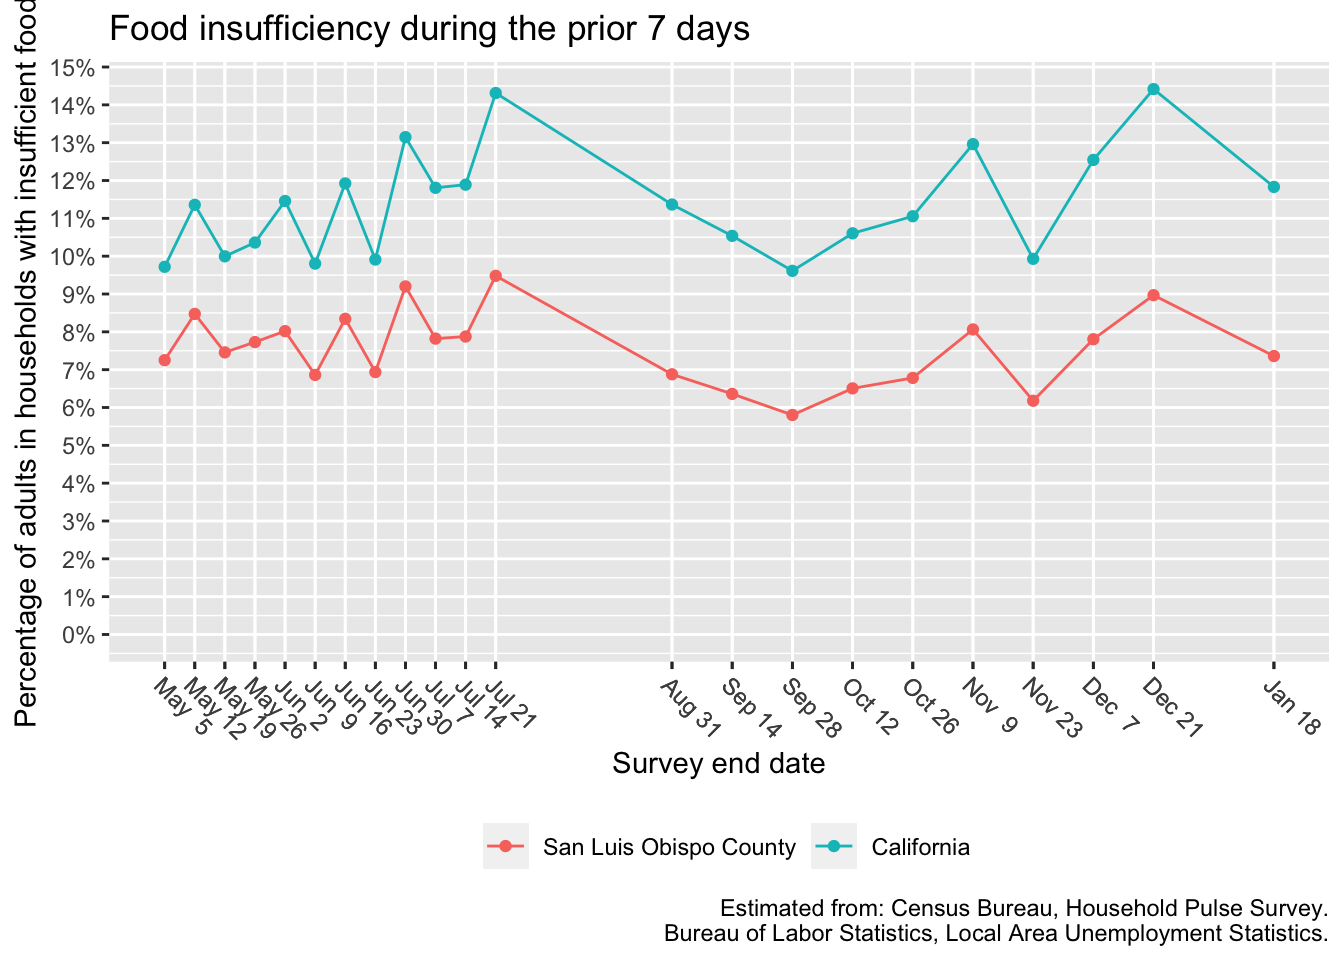 Food insufficiency during the prior 7 days
Percentage of adults in households with insufficient food
15%
14%
13%
12%
11%
10%
9%
8%
7%
6%
5%
4%
3%
2%
1%
0%
May 5
May 12
May 19
May 26
Jun 2
Jun 9
Jun 16
Jun 23
Jun 30
Jul 7
Jul 14
Jul 21
Aug 31
Sep 14
Sep 28
Oct 12
Oct 26
Nov 9
Nov 23
Dec 7
Dec 21
Jan 18
Survey end date
San Luis Obispo County
California
Estimated from: Census Bureau, Household Pulse Survey.
Bureau of Labor Statistics, Local Area Unemployment Statistics.